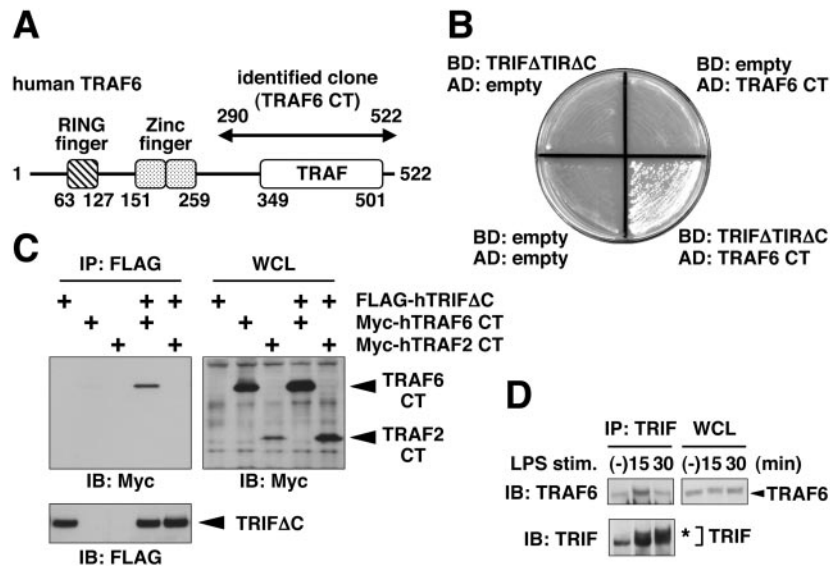 A
human TRAF6
identified clone
(TRAF6 CT)
290 522
RING finger
Zinc finger
1 TRAF 522
63 127 151 259 349 501
B
BD: TRIFΔTIRΔC
AD: empty
BD: empty
AD: TRAF6 CT
BD: empty
AD: empty
BD: TRIFΔTIRΔC
AD: TRAF6 CT
C
IP: FLAG WCL
+ + + + + + FLAG-hTRIFΔC
+ + + + Myc-hTRAF6 CT
+ + + + Myc-hTRAF2 CT
TRAF6
CT
TRAF2
CT
IB: Myc IB: Myc
TRIFΔC
IB: FLAG
D
IP: TRIF WCL
LPS stim. (-) 15 30 (-) 15 30 (min)
IB: TRAF6 TRAF6
IB: TRIF * ] TRIF